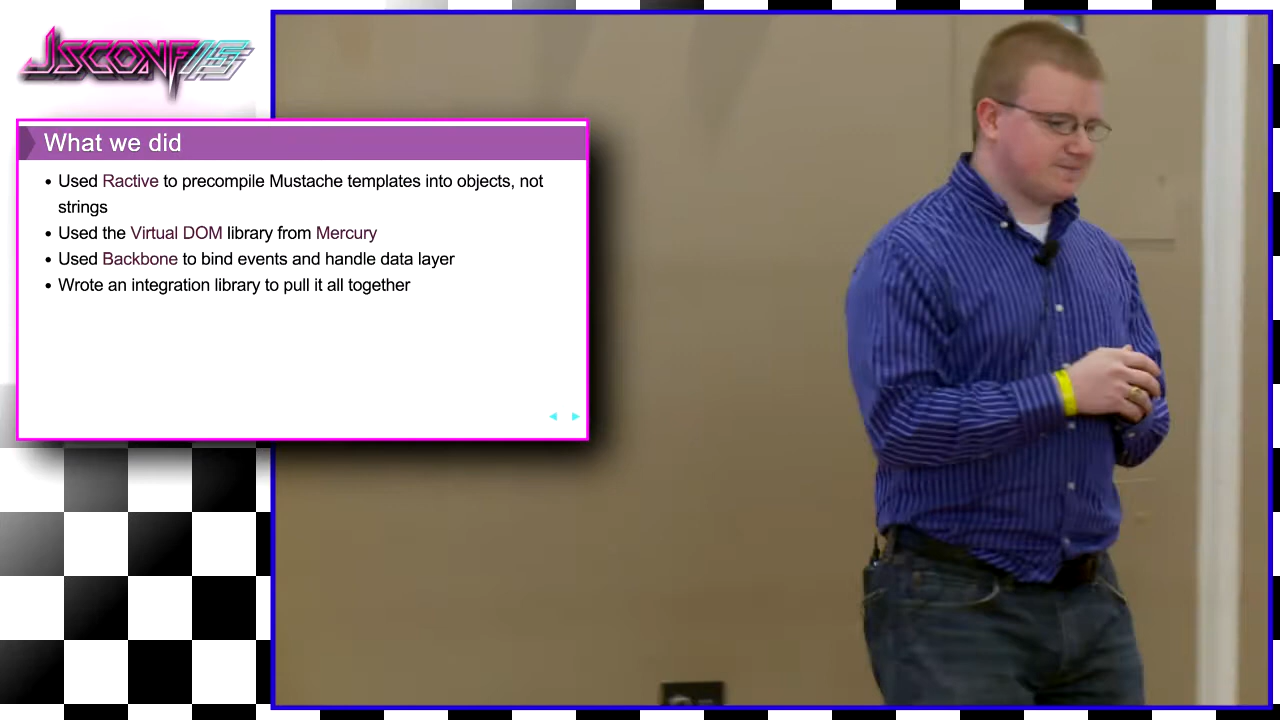 JSCONF15
What we did
• Used Ractive to precompile Mustache templates into objects, not
strings
• Used the Virtual DOM library from Mercury
• Used Backbone to bind events and handle data layer
• Wrote an integration library to pull it all together